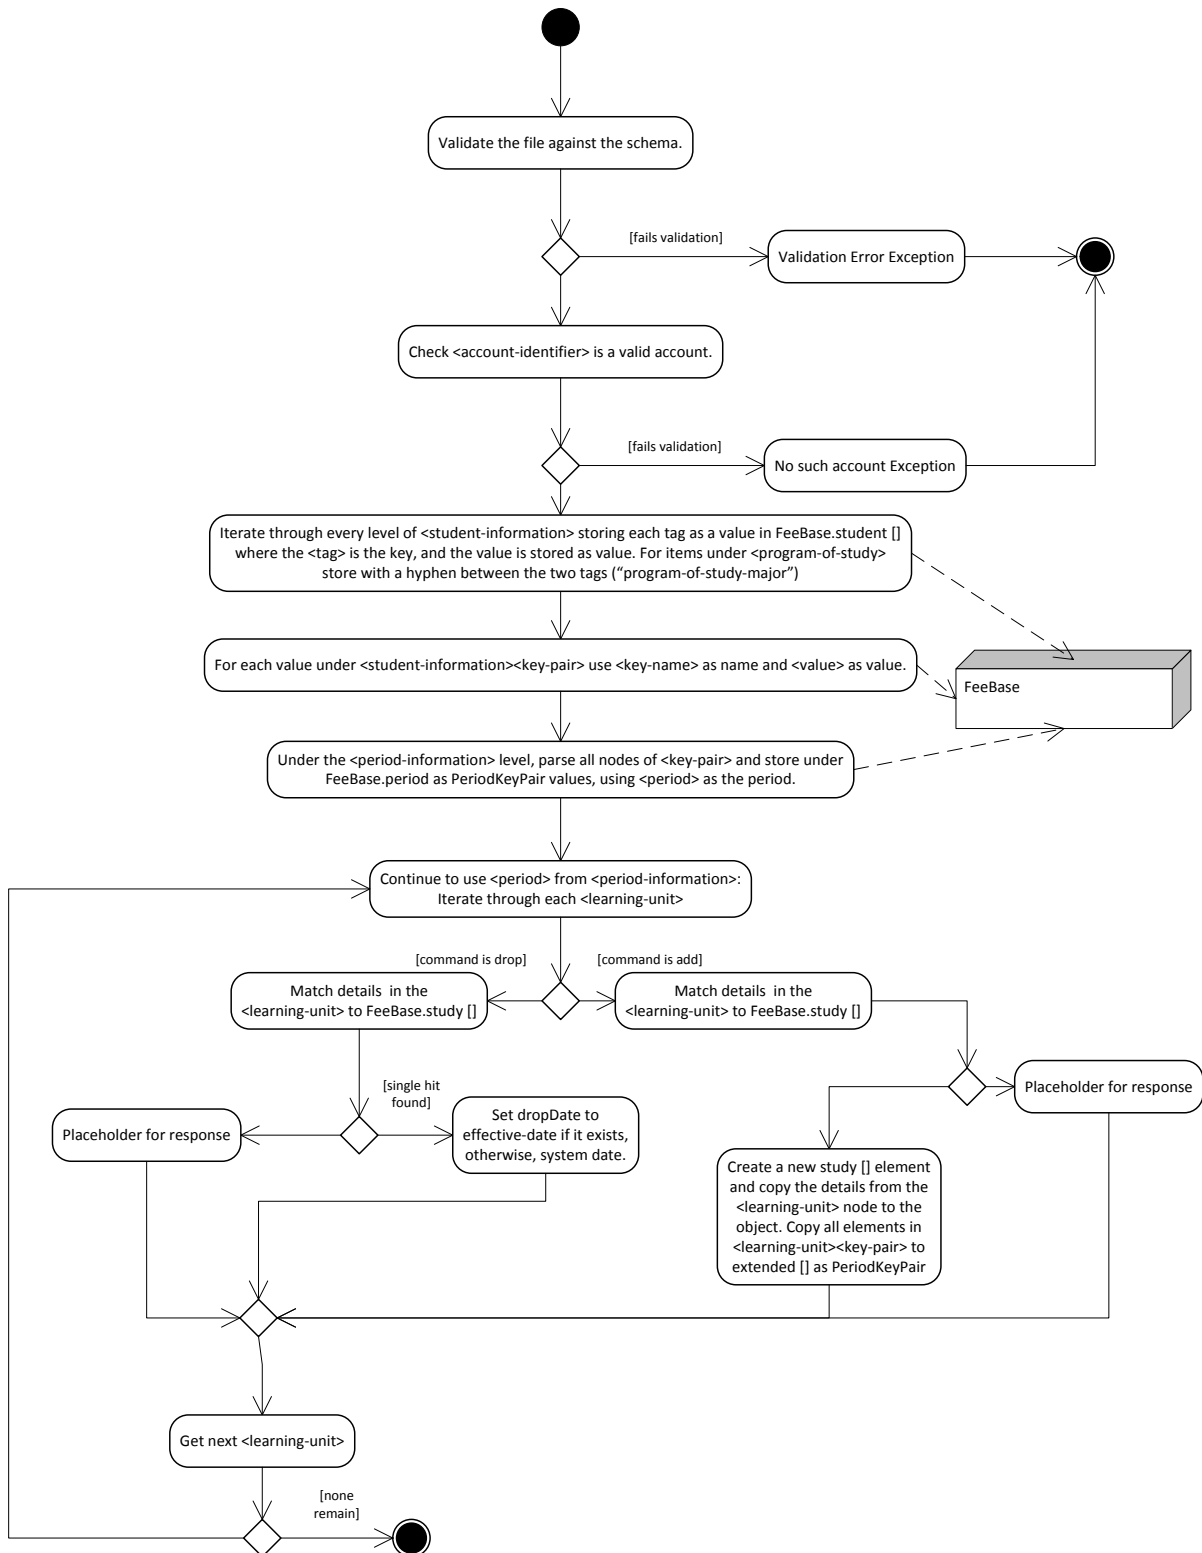 Validate the file against the schema.
[fails validation]
Validation Error Exception
Check <account-identifier> is a valid account.
[fails validation]
No such account Exception
Iterate through every level of <student-information> storing each tag as a value in FeeBase.student []
where the <tag> is the key, and the value is stored as value. For items under <program-of-study>
store with a hyphen between the two tags (“program-of-study-major”)
For each value under <student-information><key-pair> use <key-name> as name and <value> as value.
FeeBase
Under the <period-information> level, parse all nodes of <key-pair> and store under
FeeBase.period as PeriodKeyPair values, using <period> as the period.
Continue to use <period> from <period-information>:
Iterate through each <learning-unit>
[command is drop]
[command is add]
Match details  in the
<learning-unit> to FeeBase.study []
Match details  in the
<learning-unit> to FeeBase.study []
[single hit
found]
Placeholder for response
Placeholder for response
Set dropDate to
effective-date if it exists,
otherwise, system date.
Create a new study [] element
and copy the details from the
<learning-unit> node to the
object. Copy all elements in
<learning-unit><key-pair> to
extended [] as PeriodKeyPair
Get next <learning-unit>
[none
remain]